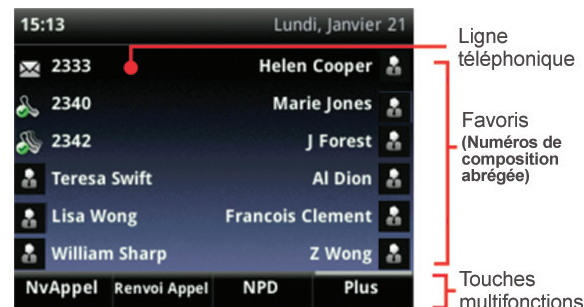 15:13 Lundi, Janvier 21
2333 Helen Cooper
2340 Marie Jones
2342 J Forest
Teresa Swift Al Dion
Lisa Wong Francois Clement
William Sharp Z Wong
NvAppel Renvoi Appel NPD Plus
Ligne
téléphonique
Favoris
(Numéros de
composition
abrégée)
Touches
multifonctions